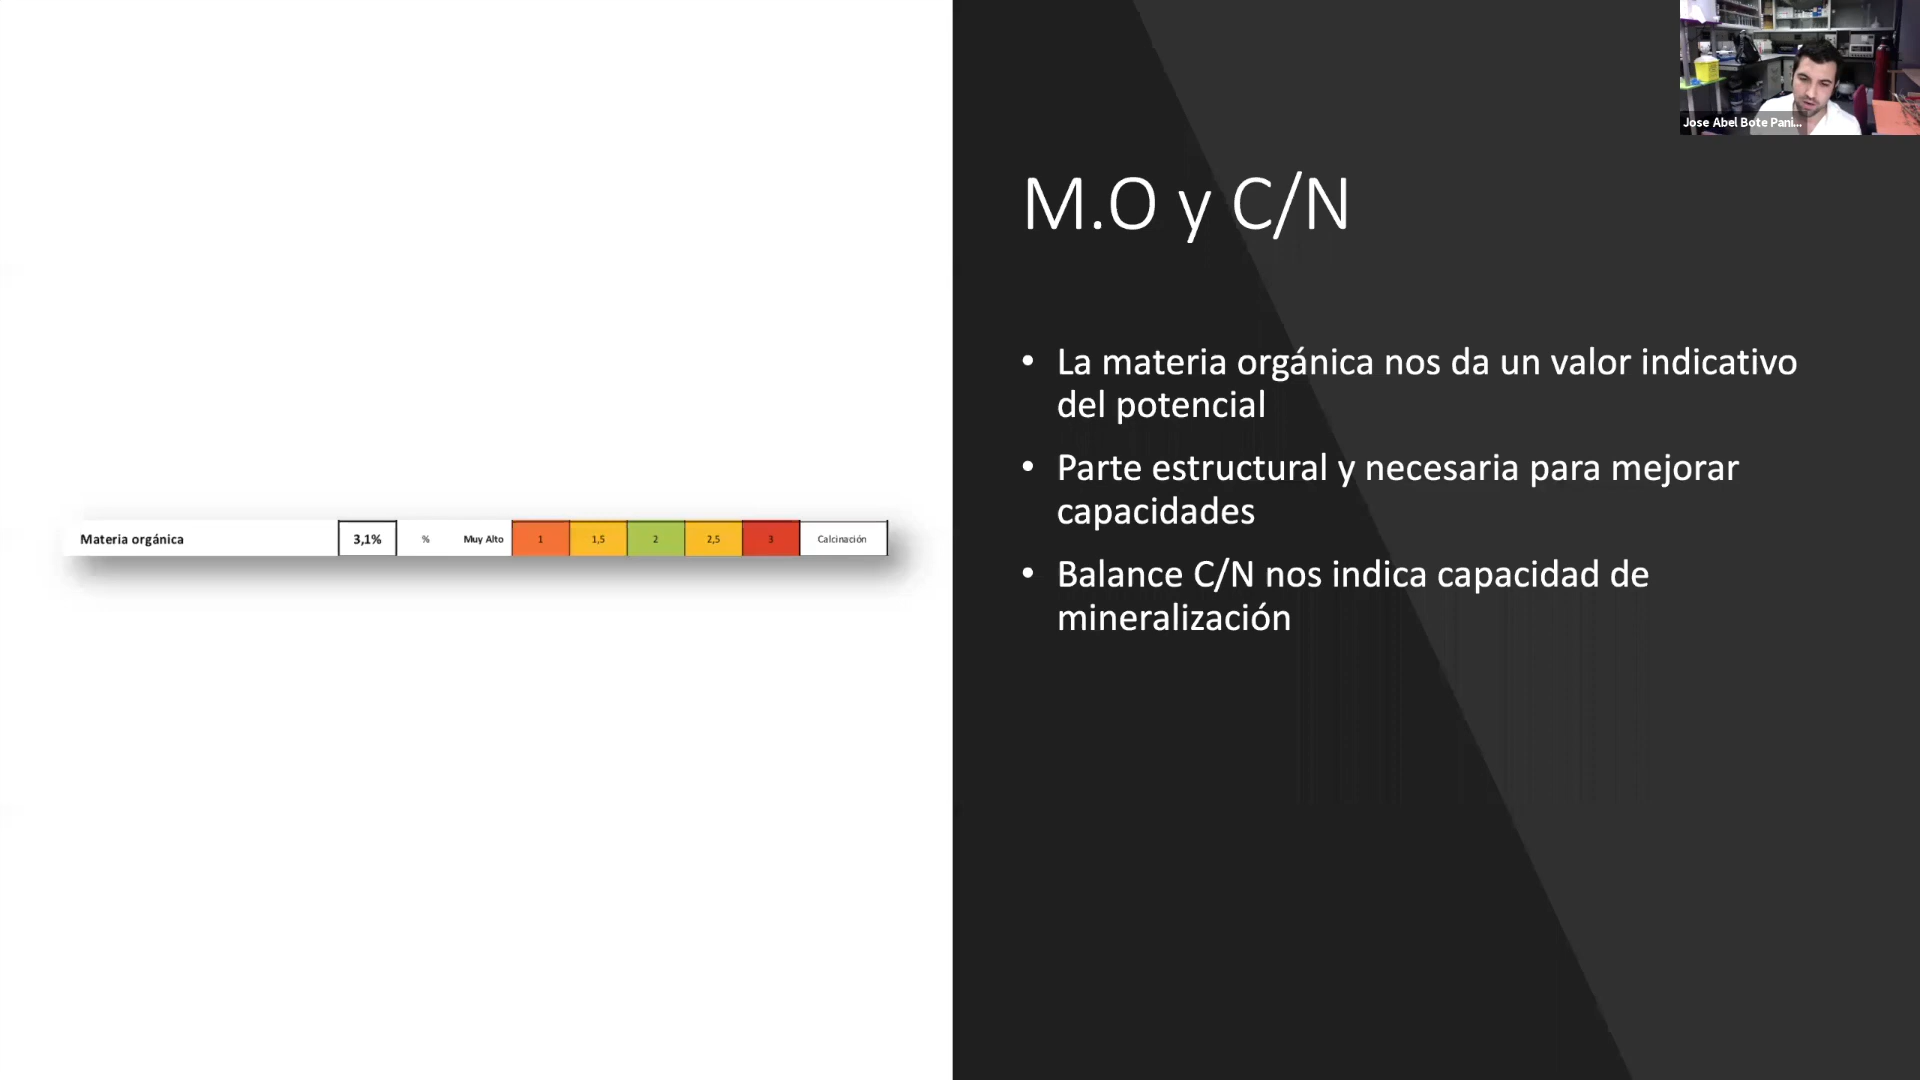 Jose Abel Bote Pani...
M.O y C/N
• La materia orgánica nos da un valor indicativo
del potencial
• Parte estructural y necesaria para mejorar
capacidades
• Balance C/N nos indica capacidad de
mineralización
Materia orgánica 3,1% % Muy Alto 1 1,5 2 2,5 3 Calcinación